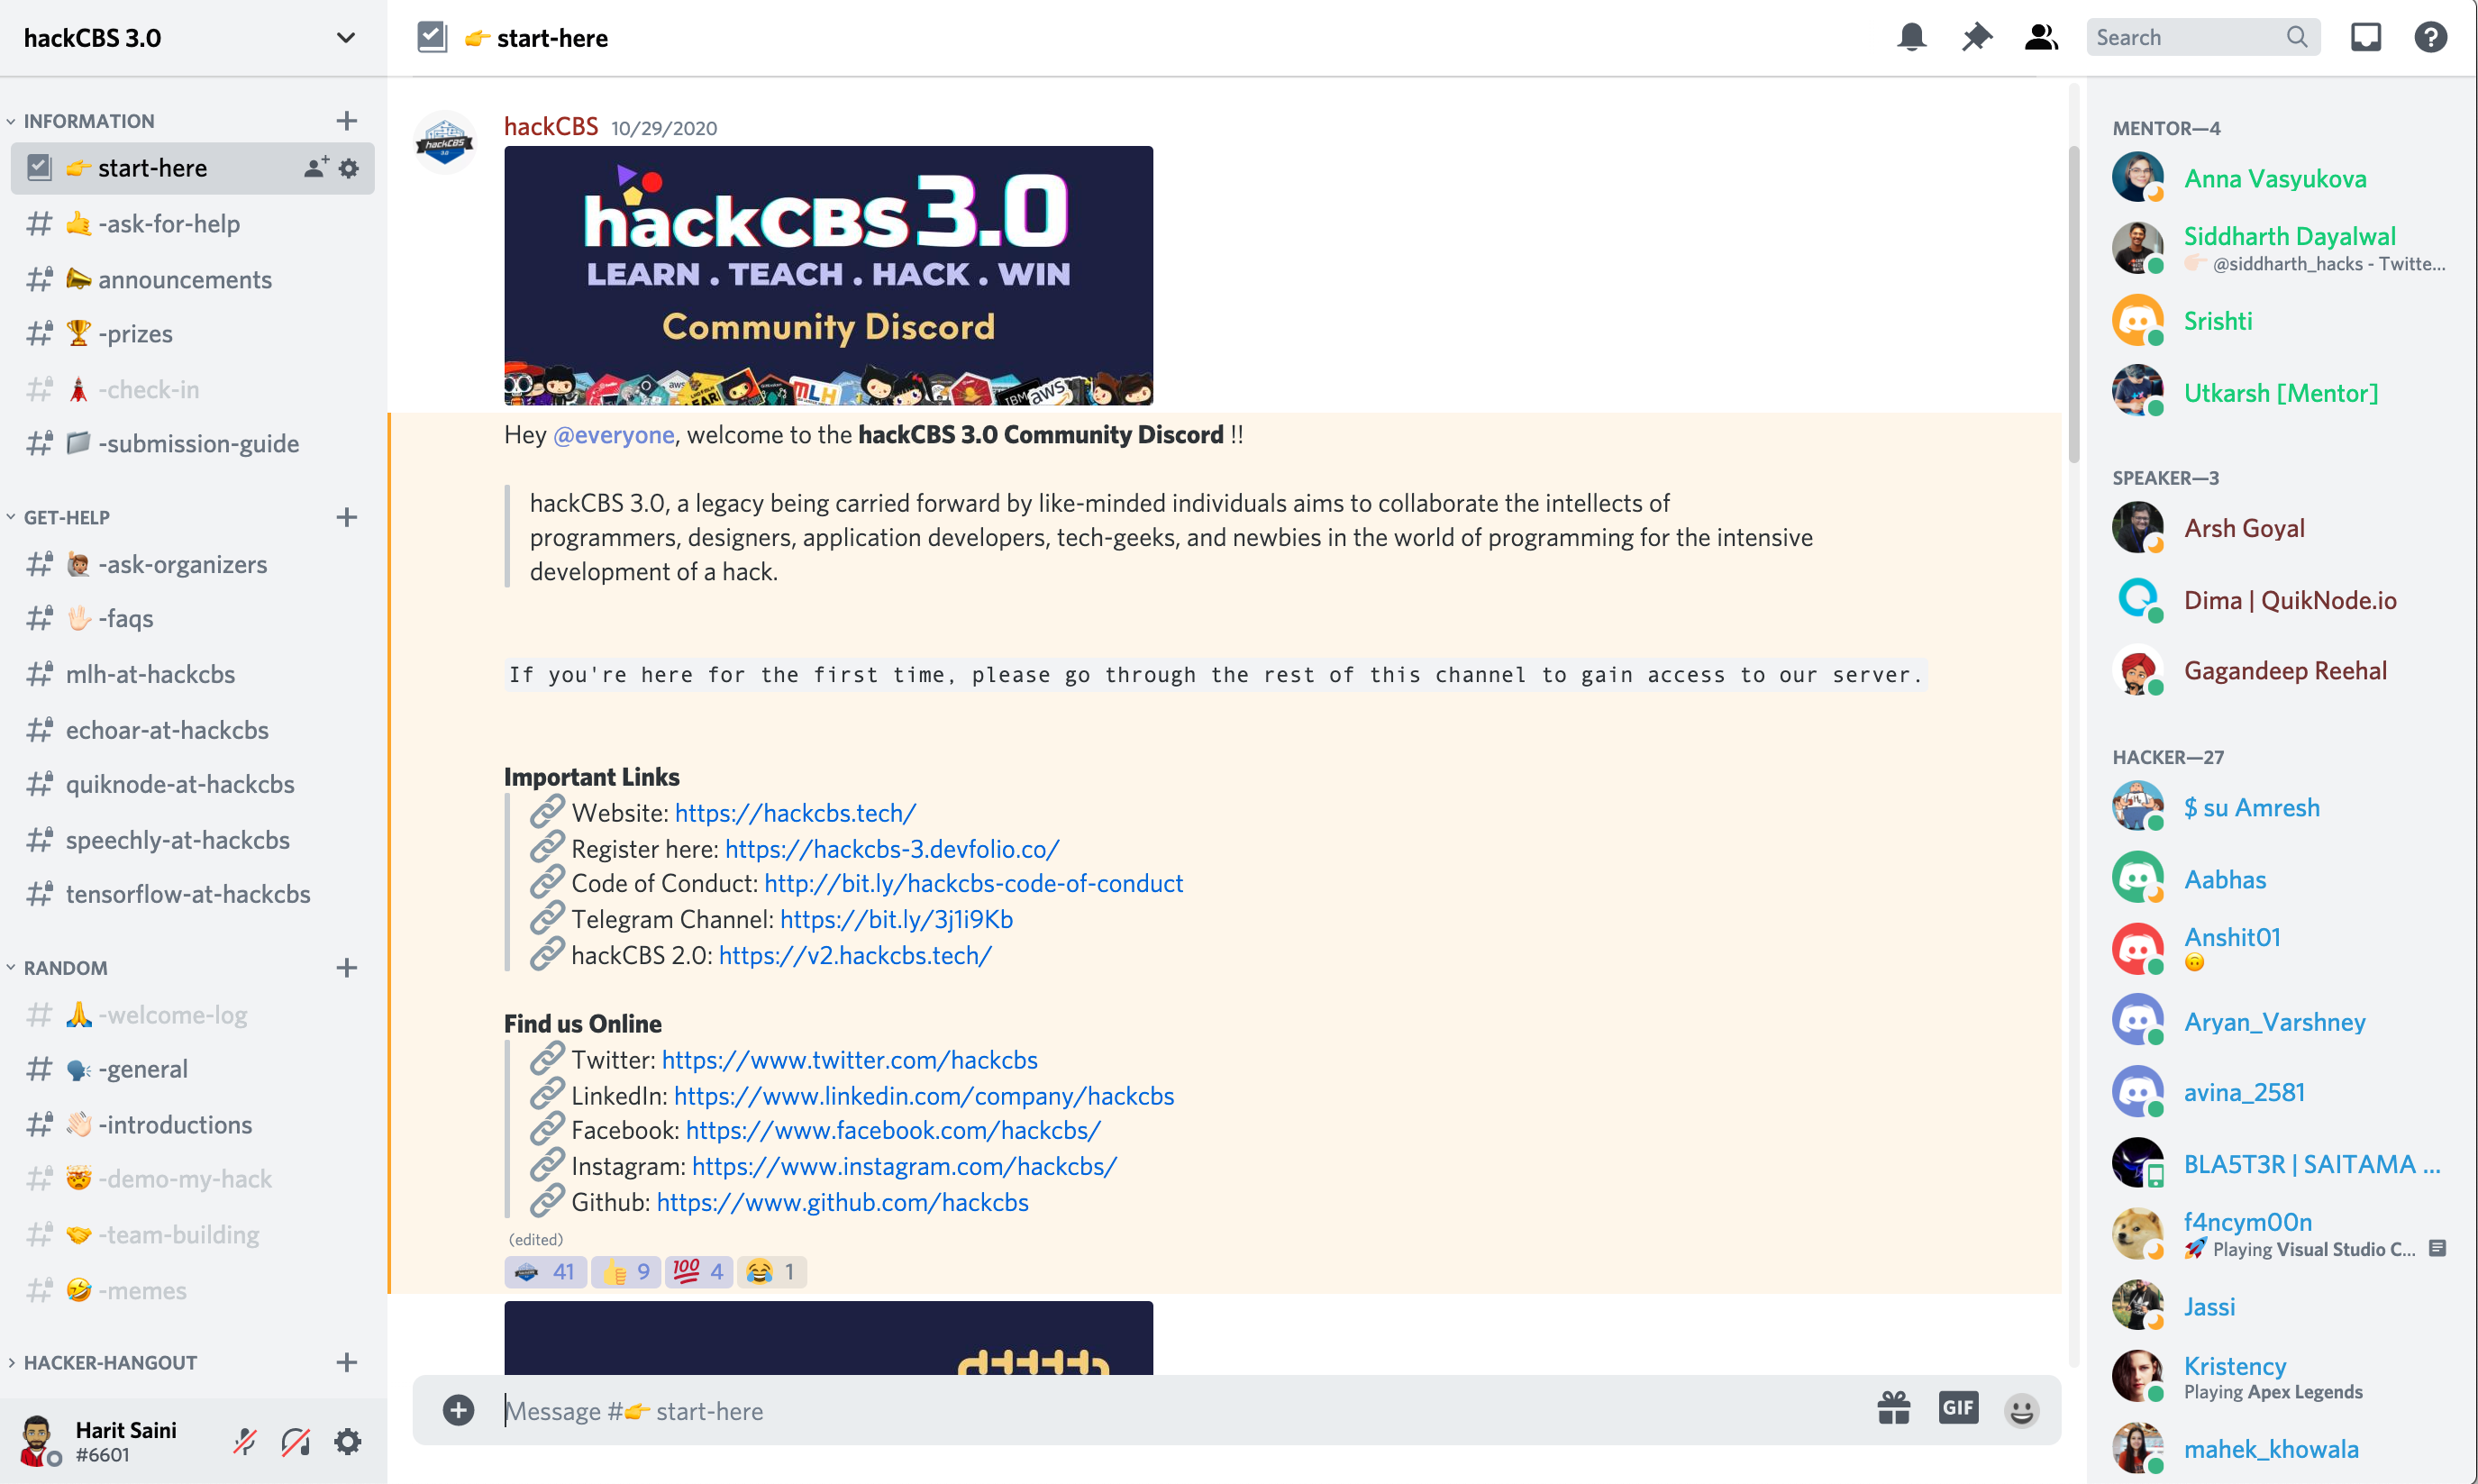 hackCBS 3.0
INFORMATION
start-here
-ask-for-help
announcements
-prizes
-check-in
-submission-guide
GET-HELP
-ask-organizers
-faqs
mlh-at-hackcbs
echoar-at-hackcbs
quiknode-at-hackcbs
speechly-at-hackcbs
tensorflow-at-hackcbs
RANDOM
-welcome-log
-general
-introductions
-demo-my-hack
-team-building
-memes
HACKER-HANGOUT
Harit Saini
#6601
start-here
Search
hackCBS 10/29/2020
hackCBS 3.0
LEARN . TEACH . HACK . WIN
Community Discord
aws
MLH
IBM
aws
Hey @everyone, welcome to the hackCBS 3.0 Community Discord !!
hackCBS 3.0, a legacy being carried forward by like-minded individuals aims to collaborate the intellects of
programmers, designers, application developers, tech-geeks, and newbies in the world of programming for the intensive
development of a hack.
If you're here for the first time, please go through the rest of this channel to gain access to our server.
Important Links
Website: https://hackcbs.tech/
Register here: https://hackcbs-3.devfolio.co/
Code of Conduct: http://bit.ly/hackcbs-code-of-conduct
Telegram Channel: https://bit.ly/3j1i9Kb
hackCBS 2.0: https://v2.hackcbs.tech/
Find us Online
Twitter: https://www.twitter.com/hackcbs
LinkedIn: https://www.linkedin.com/company/hackcbs
Facebook: https://www.facebook.com/hackcbs/
Instagram: https://www.instagram.com/hackcbs/
Github: https://www.github.com/hackcbs
(edited)
41 9 100 4 1
Message # start-here
GIF
MENTOR—4
Anna Vasyukova
Siddharth Dayalwal
@siddharth_hacks - Twitte...
Srishti
Utkarsh [Mentor]
SPEAKER—3
Arsh Goyal
Dima | QuikNode.io
Gagandeep Reehal
HACKER—27
$ su Amresh
Aabhas
Anshit01
Aryan_Varshney
avina_2581
BLA5T3R | SAITAMA ...
f4ncym00n
Playing Visual Studio C...
Jassi
Kristency
Playing Apex Legends
mahek_khowala